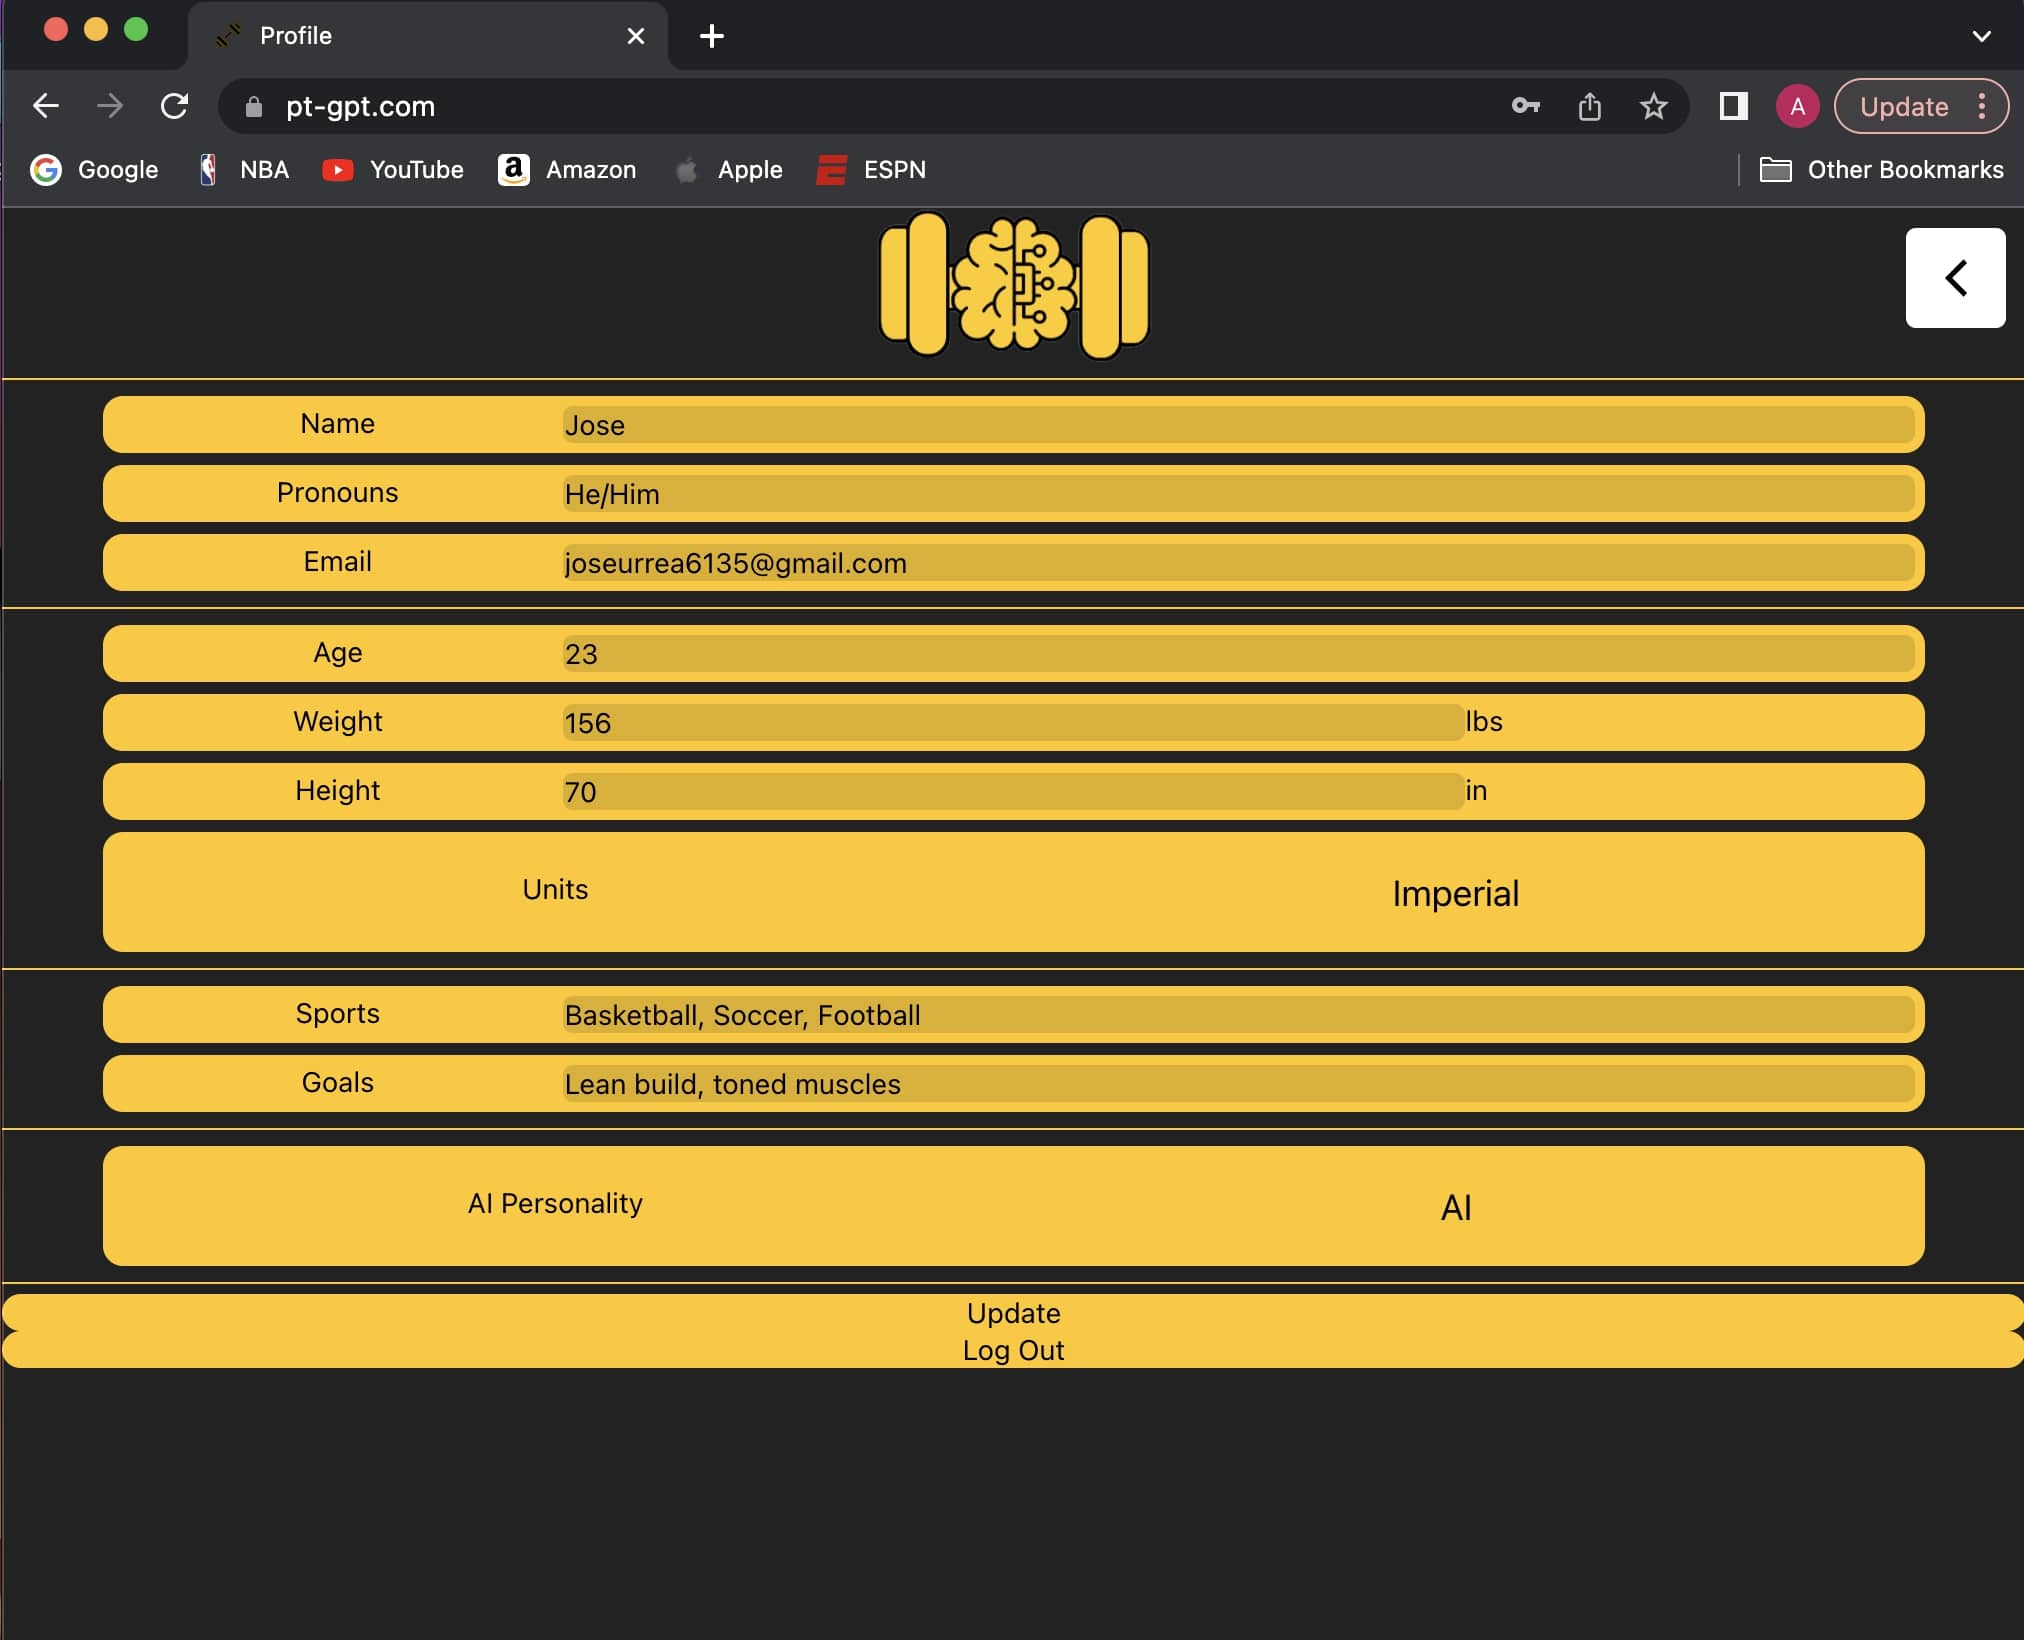 Profile
pt-gpt.com
A
Update
Google NBA YouTube Amazon Apple ESPN Other Bookmarks
Name Jose
Pronouns He/Him
Email joseurrea6135@gmail.com
Age 23
Weight 156 lbs
Height 70 in
Units Imperial
Sports Basketball, Soccer, Football
Goals Lean build, toned muscles
AI Personality AI
Update
Log Out